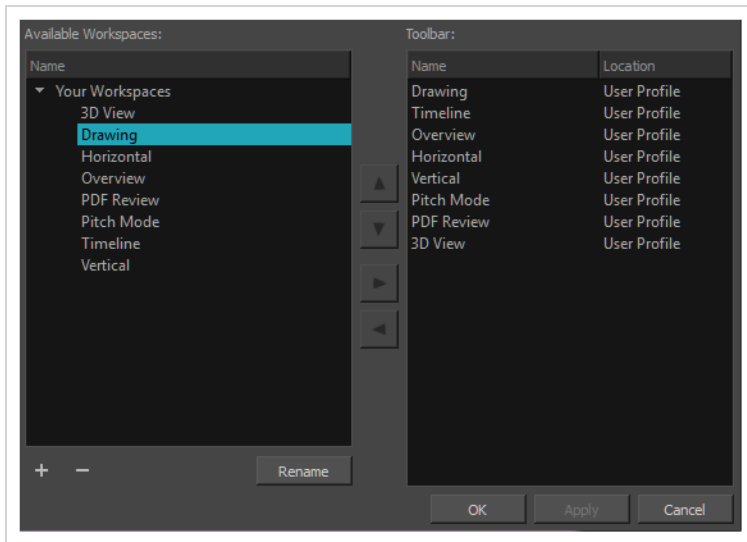 Available Workspaces:
Name
Your Workspaces
3D View
Drawing
Horizontal
Overview
PDF Review
Pitch Mode
Timeline
Vertical
+ − Rename
Toolbar:
Name Location
Drawing User Profile
Timeline User Profile
Overview User Profile
Horizontal User Profile
Vertical User Profile
Pitch Mode User Profile
PDF Review User Profile
3D View User Profile
OK Apply Cancel